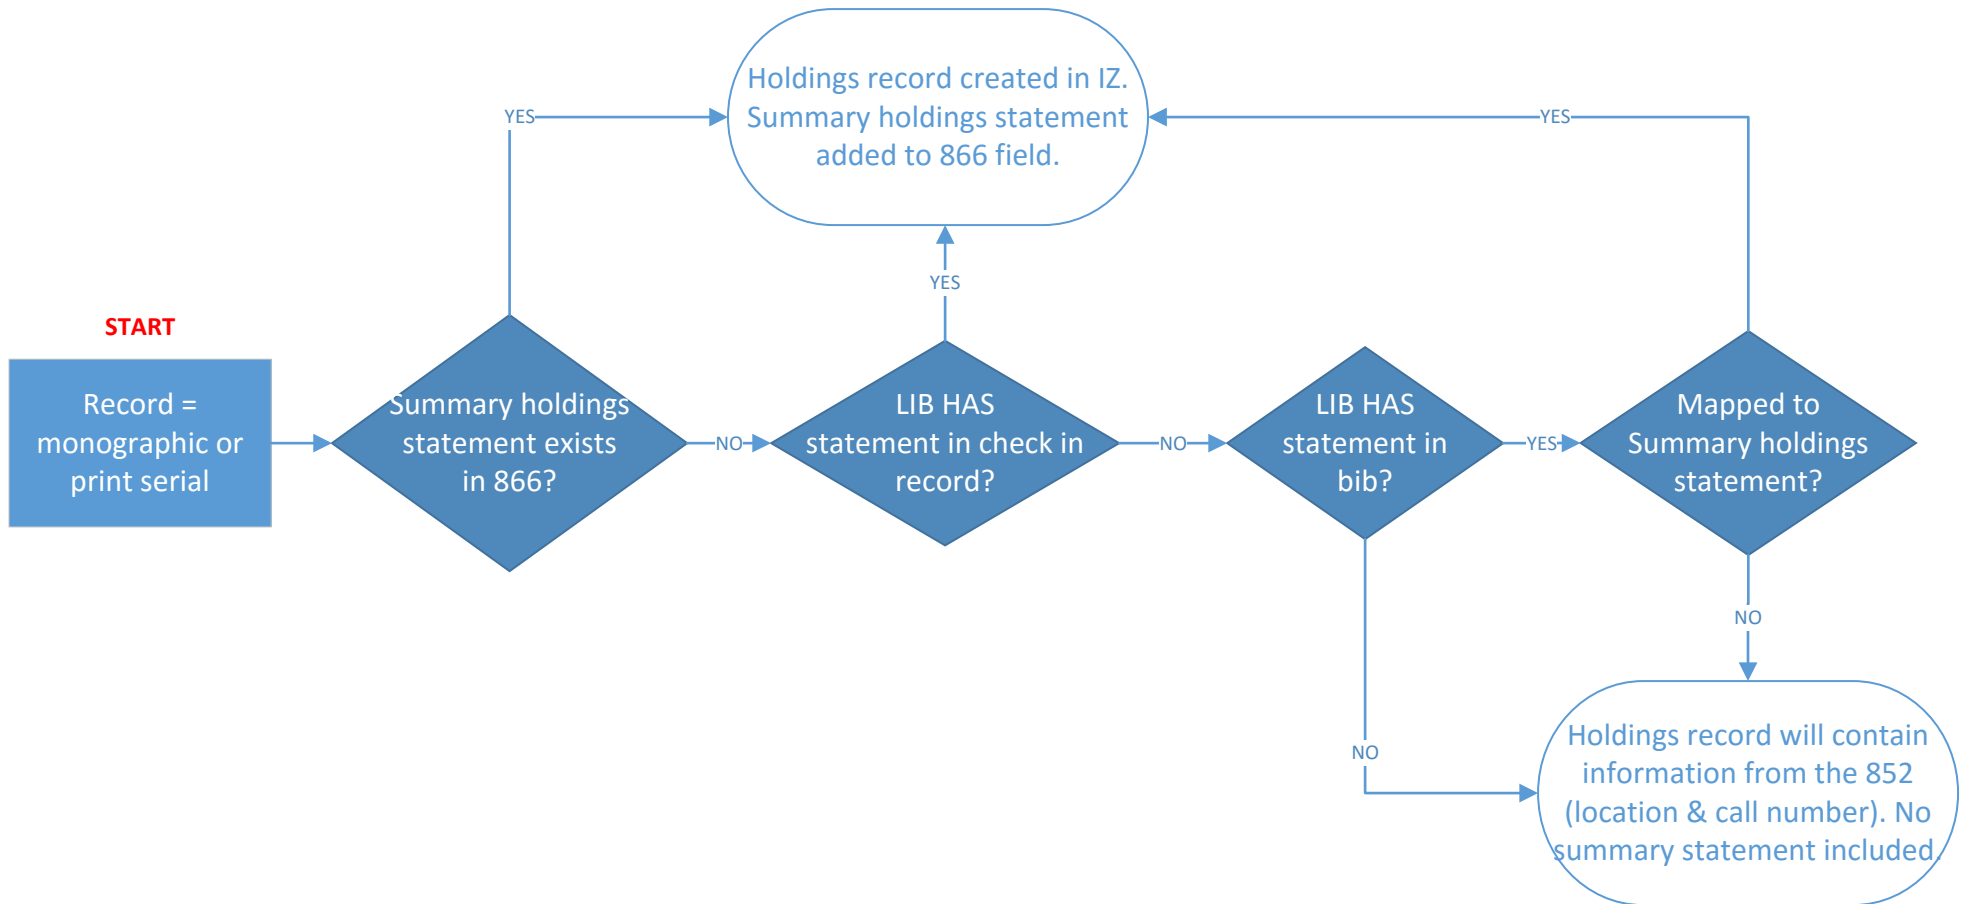 Holdings record created in IZ.
Summary holdings statement
added to 866 field.
YES
YES
YES
START
Record =
monographic or
print serial
Summary holdings
statement exists
in 866?
NO
LIB HAS
statement in check in
record?
NO
LIB HAS
statement in
bib?
YES
Mapped to
Summary holdings
statement?
NO
NO
Holdings record will contain
information from the 852
(location & call number). No
summary statement included.